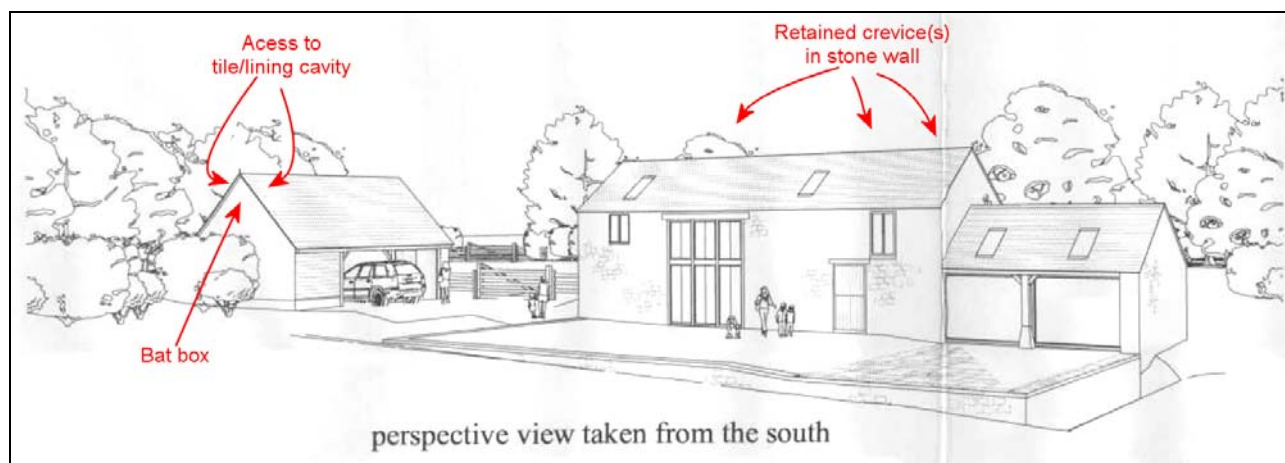 Acess to
tile/lining cavity
Retained crevice(s)
in stone wall
Bat box
perspective view taken from the south